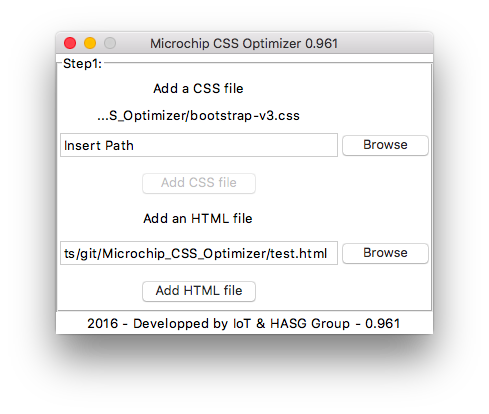 Microchip CSS Optimizer 0.961
Step1:
Add a CSS file
...S_Optimizer/bootstrap-v3.css
Insert Path
Browse
Add CSS file
Add an HTML file
ts/git/Microchip_CSS_Optimizer/test.html
Browse
Add HTML file
2016 - Developped by IoT & HASG Group - 0.961